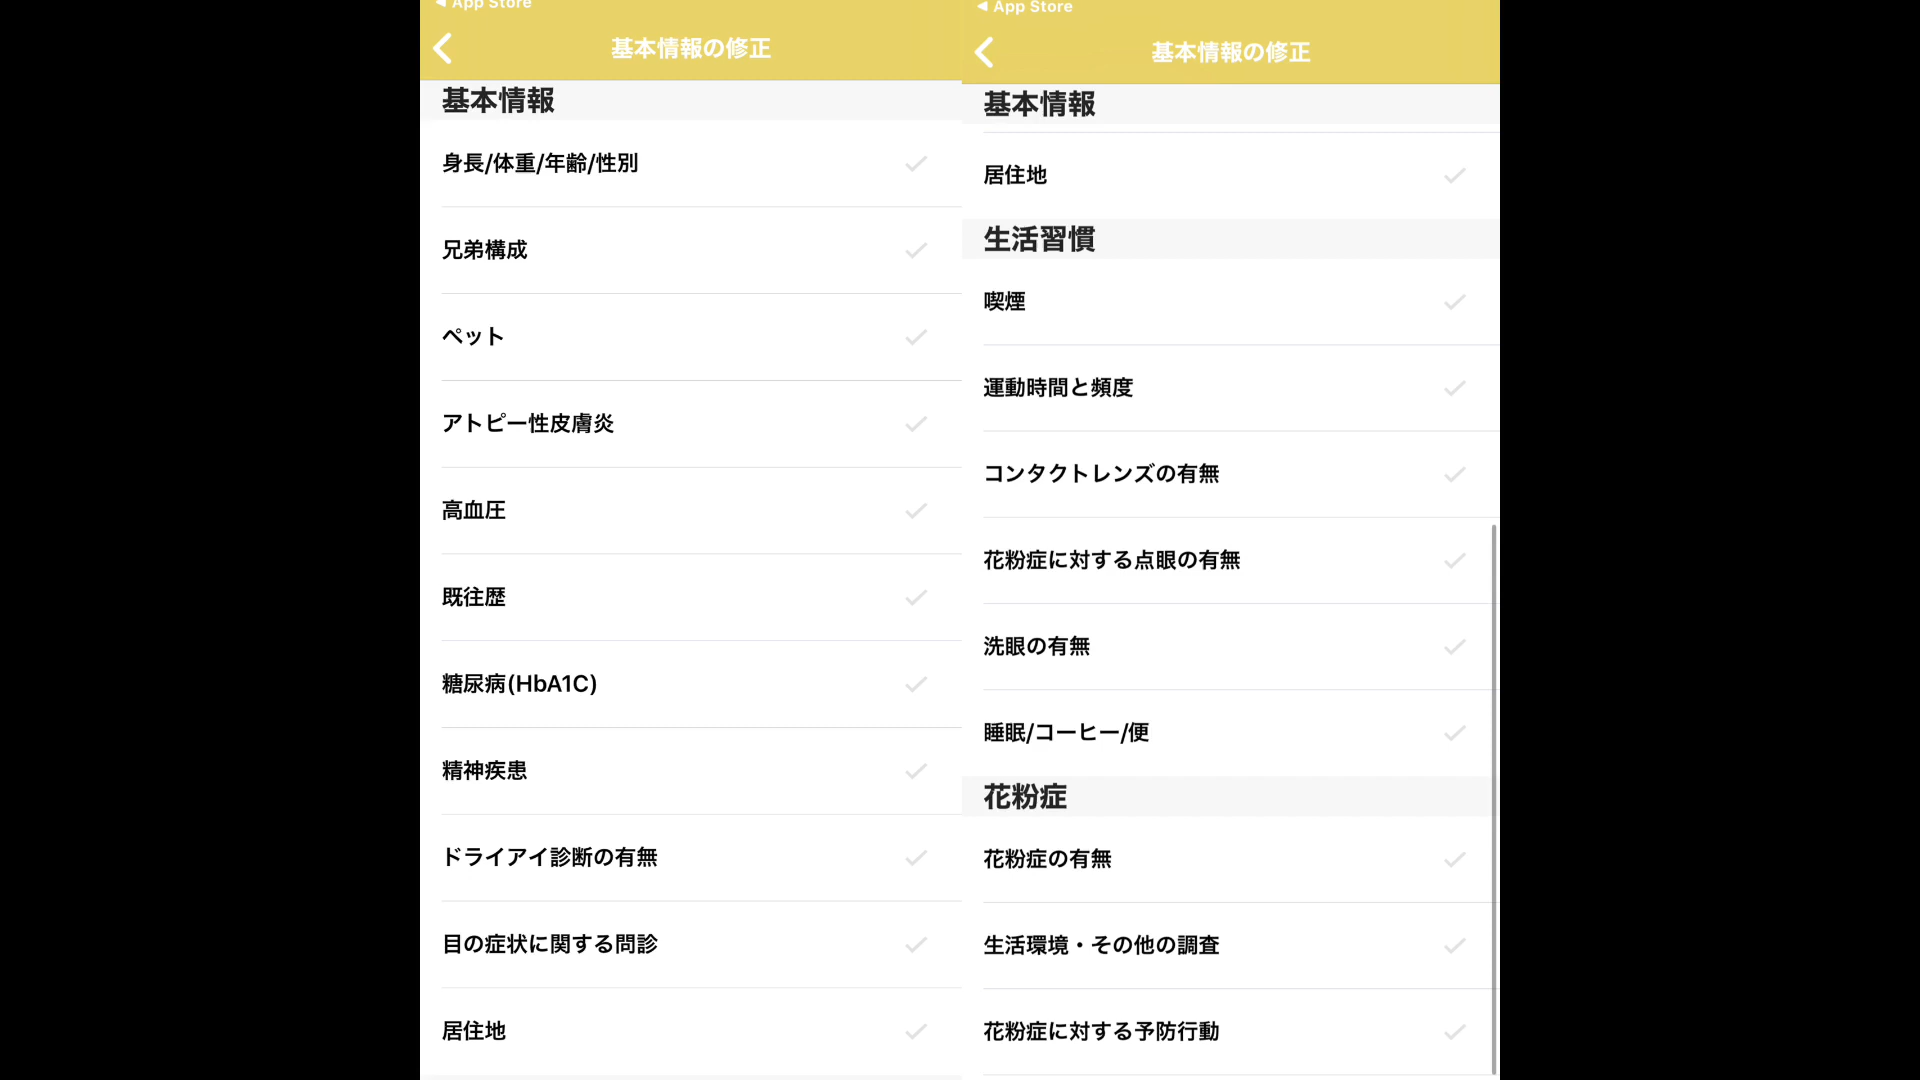 ◀ App Store
基本情報の修正
基本情報
身長/体重/年齢/性別
兄弟構成
ペット
アトピー性皮膚炎
高血圧
既往歴
糖尿病(HbA1C)
精神疾患
ドライアイ診断の有無
目の症状に関する問診
居住地
◀ App Store
基本情報の修正
基本情報
居住地
生活習慣
喫煙
運動時間と頻度
コンタクトレンズの有無
花粉症に対する点眼の有無
洗眼の有無
睡眠/コーヒー/便
花粉症
花粉症の有無
生活環境・その他の調査
花粉症に対する予防行動